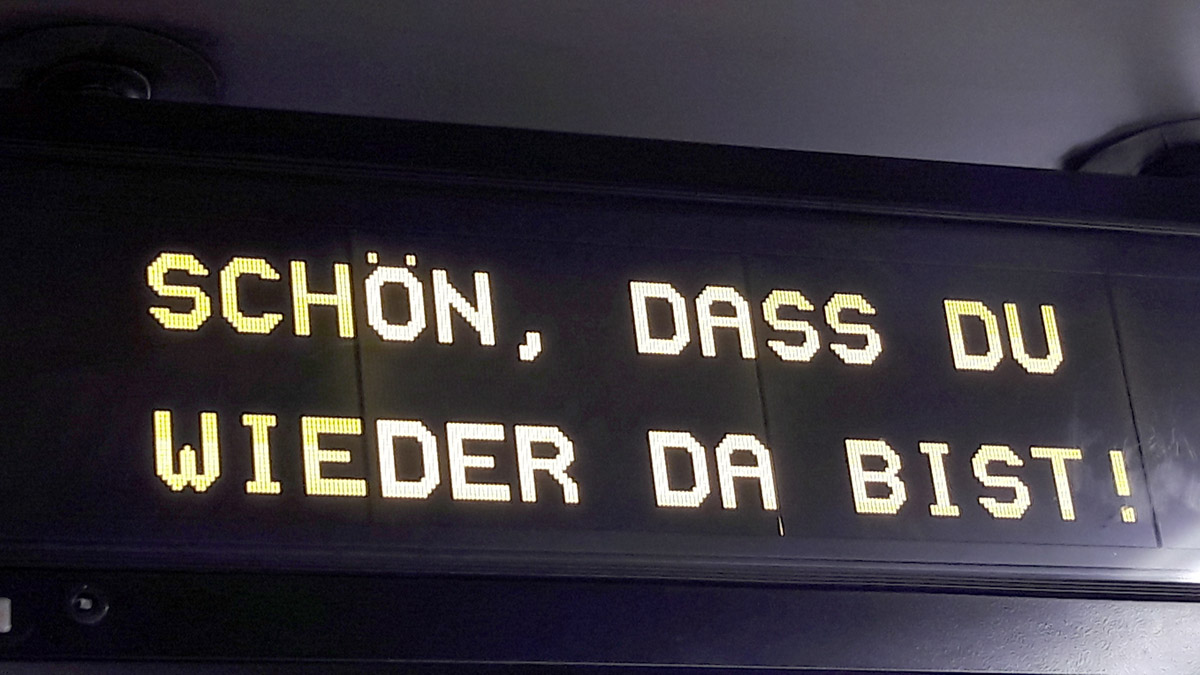 SCHÖN, DASS DU
WIEDER DA BIST!